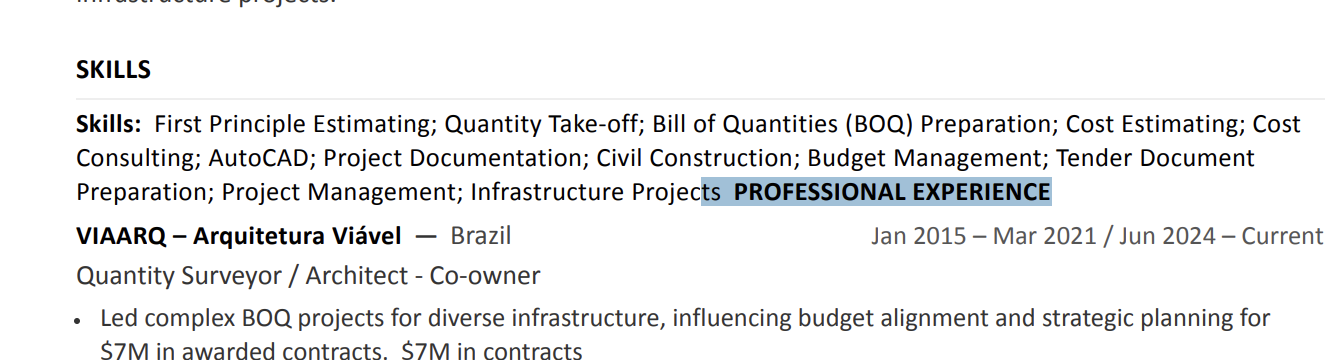 infrastructure projects.
SKILLS
Skills:  First Principle Estimating; Quantity Take-off; Bill of Quantities (BOQ) Preparation; Cost Estimating; Cost
Consulting; AutoCAD; Project Documentation; Civil Construction; Budget Management; Tender Document
Preparation; Project Management; Infrastructure Projects  PROFESSIONAL EXPERIENCE
VIAARQ – Arquitetura Viável  —  Brazil  Jan 2015 – Mar 2021 / Jun 2024 – Current
Quantity Surveyor / Architect - Co-owner
• Led complex BOQ projects for diverse infrastructure, influencing budget alignment and strategic planning for
$7M in awarded contracts.  $7M in contracts